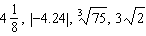 4 1/8, |−4.24|, ∛75, 3√2